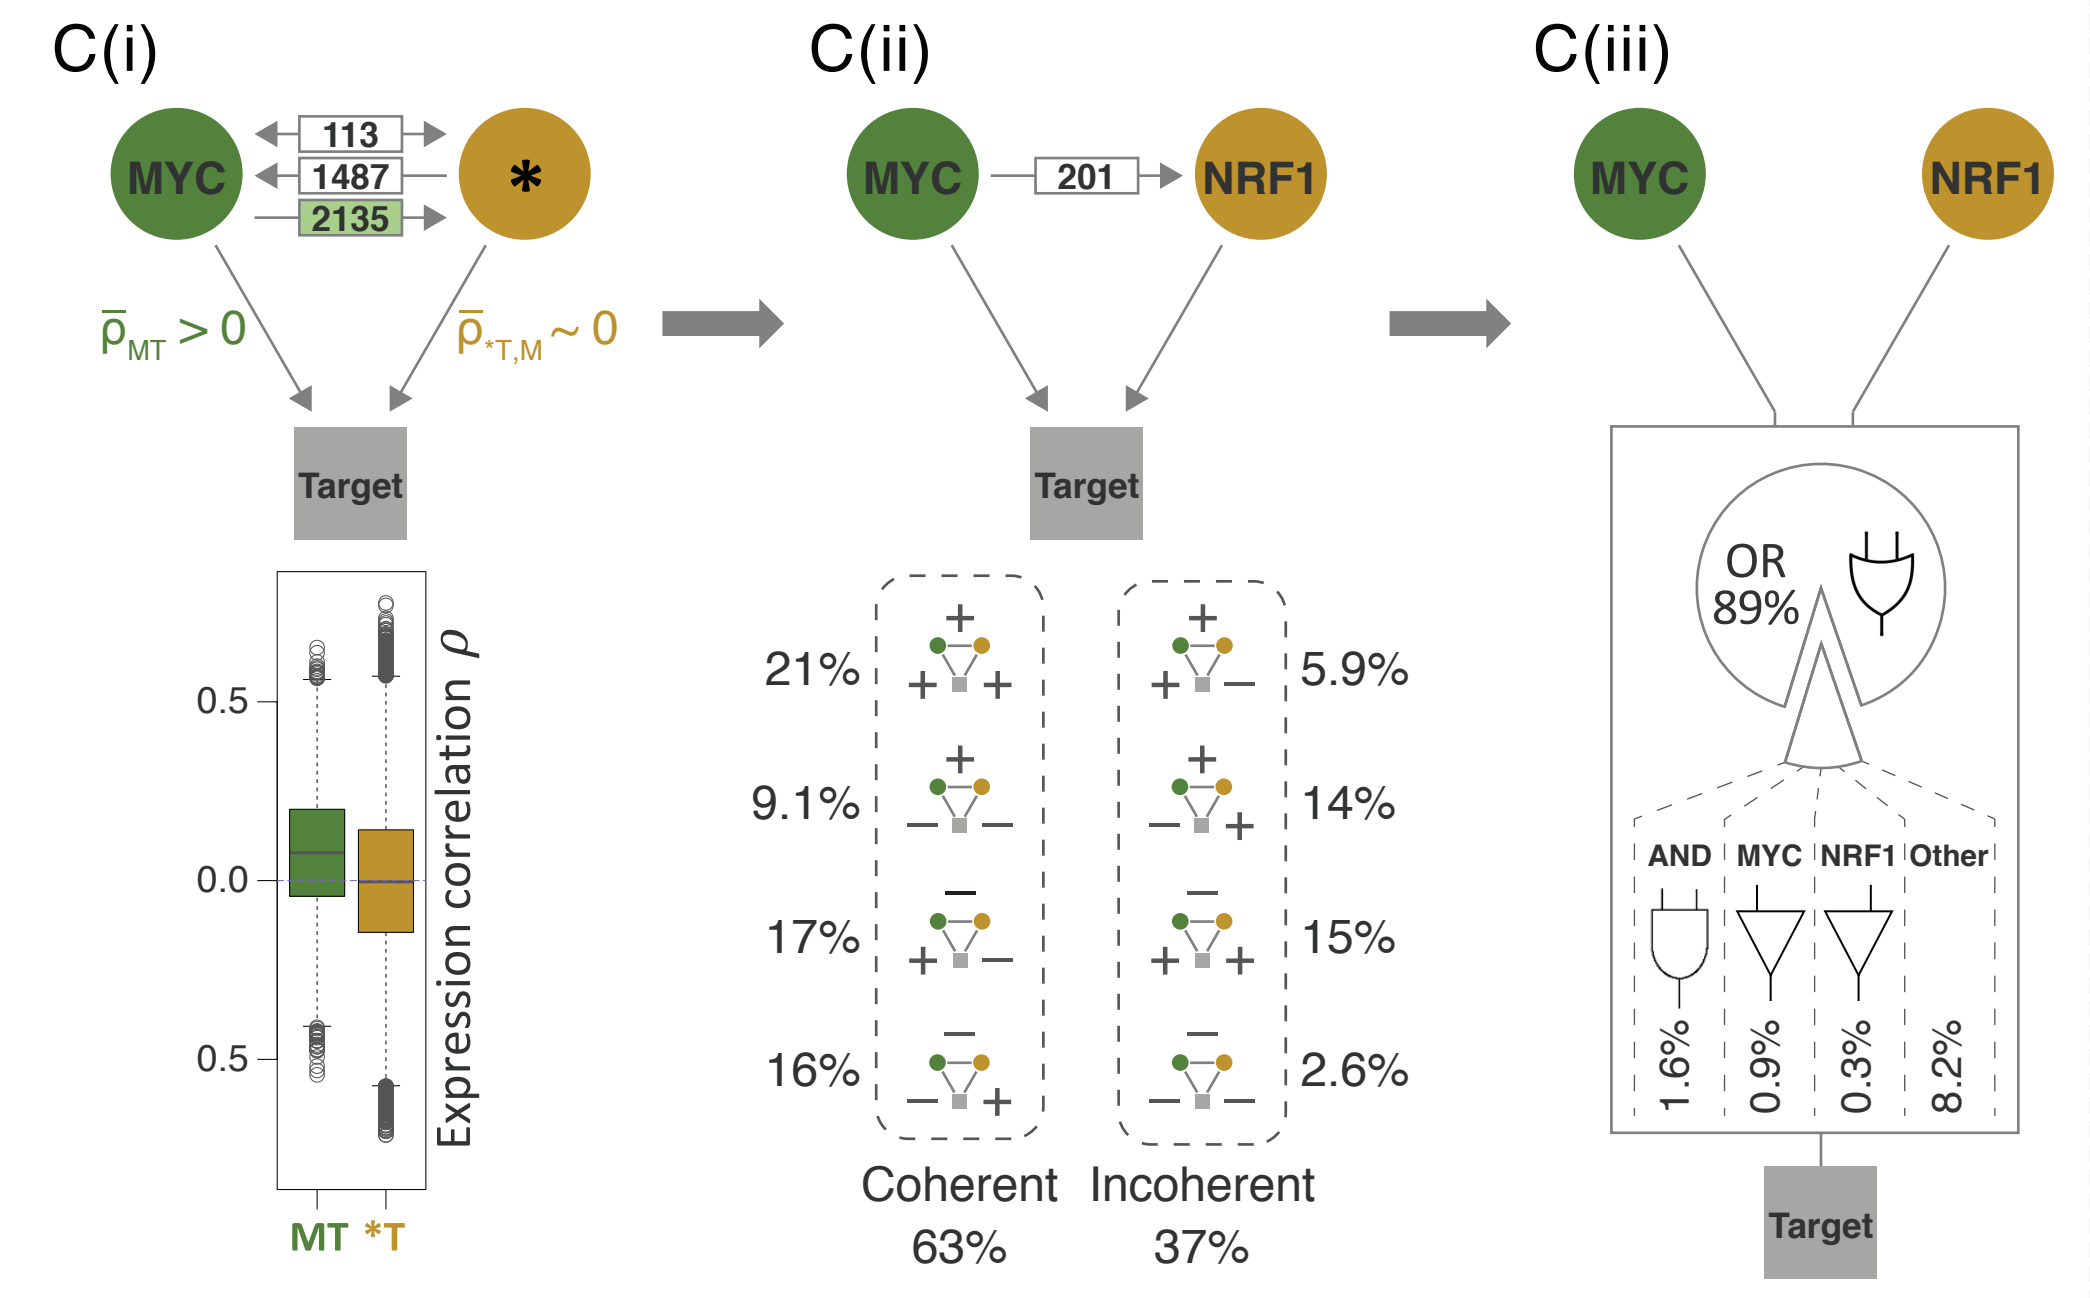 C(i)
MYC
113
1487
2135
*
ρ̅MT > 0
ρ̅*T,M ~ 0
Target
0.5
0.0
0.5
Expression correlation ρ
MT
*T
C(ii)
MYC
201
NRF1
Target
21%
+
+ +
9.1%
+
− −
17%
−
+ −
16%
−
− +
Coherent
63%
+
+ −
5.9%
+
− +
14%
−
+ +
15%
−
− −
2.6%
Incoherent
37%
C(iii)
MYC
NRF1
OR
89%
AND MYC NRF1 Other
1.6% 0.9% 0.3% 8.2%
Target